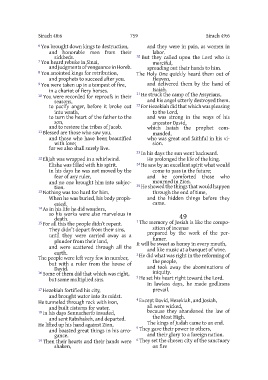 Sirach 48:6
759
Sirach 49:6
6 You brought down kings to destruction,
and honorable men from their
sickbeds.
7 You heard rebuke in Sinai,
and judgments of vengeance in Horeb.
8 You anointed kings for retribution,
and prophets to succeed after you.
9 You were taken up in a tempest of fire,
in a chariot of fiery horses.
10 You were recorded for reproofs in their
seasons,
to pacify anger, before it broke out
into wrath,
to turn the heart of the father to the
son,
and to restore the tribes of Jacob.
11 Blessed are those who saw you,
and those who have been beautified
with love;
for we also shall surely live.
12 Elijah was wrapped in a whirlwind.
Elisha was filled with his spirit.
In his days he was not moved by the
fear of any ruler,
and no one brought him into subjec-
tion.
13 Nothing was too hard for him.
When he was buried, his body proph-
esied.
14 As in his life he did wonders,
so his works were also marvelous in
death.
15 For all this the people didn't repent.
They didn't depart from their sins,
until they were carried away as a
plunder from their land,
and were scattered through all the
earth.
The people were left very few in number,
but with a ruler from the house of
David.
16 Some of them did that which was right,
but some multiplied sins.
17 Hezekiah fortified his city,
and brought water into its midst.
He tunneled through rock with iron,
and built cisterns for water.
18 In his days Sennacherib invaded,
and sent Rabshakeh, and departed.
He lifted up his hand against Zion,
and boasted great things in his arro-
gance.
19 Then their hearts and their hands were
shaken,
and they were in pain, as women in
labor.
20 But they called upon the Lord who is
merciful,
spreading out their hands to him.
The Holy One quickly heard them out of
Heaven,
and delivered them by the hand of
Isaiah.
21 He struck the camp of the Assyrians,
and his angel utterly destroyed them.
22 For Hezekiah did that which was pleasing
to the Lord,
and was strong in the ways of his
ancestor David,
which Isaiah the prophet com-
manded,
who was great and faithful in his vi-
sion.
23 In his days the sun went backward.
He prolonged the life of the king.
24 He saw by an excellent spirit what would
come to pass in the future;
and he comforted those who
mourned in Zion.
25 He showed the things that would happen
through the end of time,
and the hidden things before they
came.
49
1 The memory of Josiah is like the compo-
sition of incense
prepared by the work of the per-
fumer.
It will be sweet as honey in every mouth,
and like music at a banquet of wine.
2 He did what was right in the reforming of
the people,
and took away the abominations of
iniquity.
3 He set his heart right toward the Lord.
In lawless days, he made godliness
prevail.
4 Except David, Hezekiah, and Josiah,
all were wicked,
because they abandoned the law of
the Most High.
The kings of Judah came to an end.
5 They gave their power to others,
and their glory to a foreign nation.
6 They set the chosen city of the sanctuary
on fire